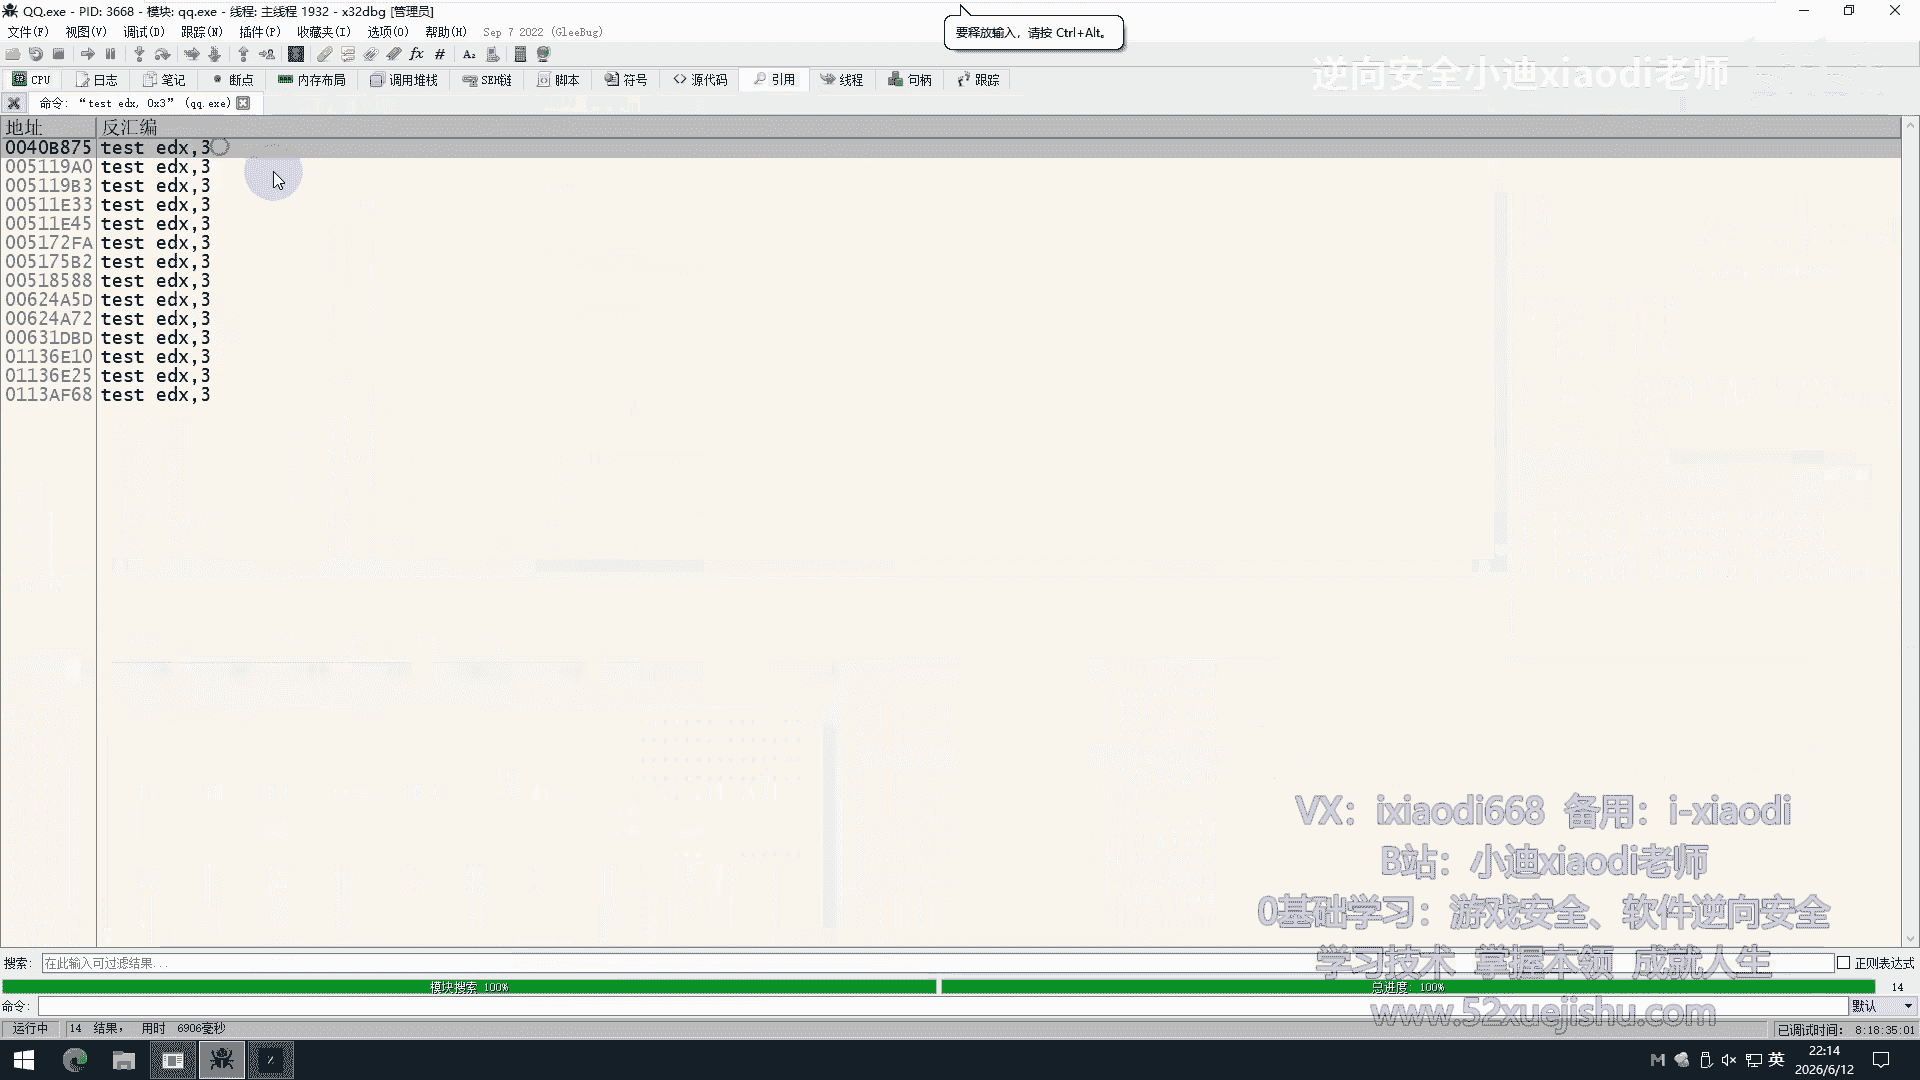 QQ.exe - PID: 3668 - 模块: qq.exe - 线程: 主线程 1932 - x32dbg [管理员]
要释放输入，请按 Ctrl+Alt。
文件(F) 视图(V) 调试(D) 跟踪(N) 插件(P) 收藏夹(I) 选项(O) 帮助(H) Sep 7 2022 (GleeBug)
逆向安全小迪xiaodi老师
CPU 日志 笔记 断点 内存布局 调用堆栈 SEH链 脚本 符号 源代码 引用 线程 句柄 跟踪
命令: “test edx, 0x3” (qq.exe)
地址 反汇编
0040B875 test edx,3
005119A0 test edx,3
005119B3 test edx,3
00511E33 test edx,3
00511E45 test edx,3
005172FA test edx,3
005175B2 test edx,3
00518588 test edx,3
00624A5D test edx,3
00624A72 test edx,3
00631DBD test edx,3
01136E10 test edx,3
01136E25 test edx,3
0113AF68 test edx,3
VX：ixiaodi668 备用：i-xiaodi
B站：小迪xiaodi老师
0基础学习：游戏安全、软件逆向安全
学习技术 掌握本领 成就人生
www.52xuejishu.com
搜索: 在此输入可过滤结果... 正则表达式
模块搜索 100% 总进度 100% 14
命令: 默认
运行中 14 结果， 用时 6906毫秒 已调试时间: 8:18:35:01
英 22:14
2026/6/12